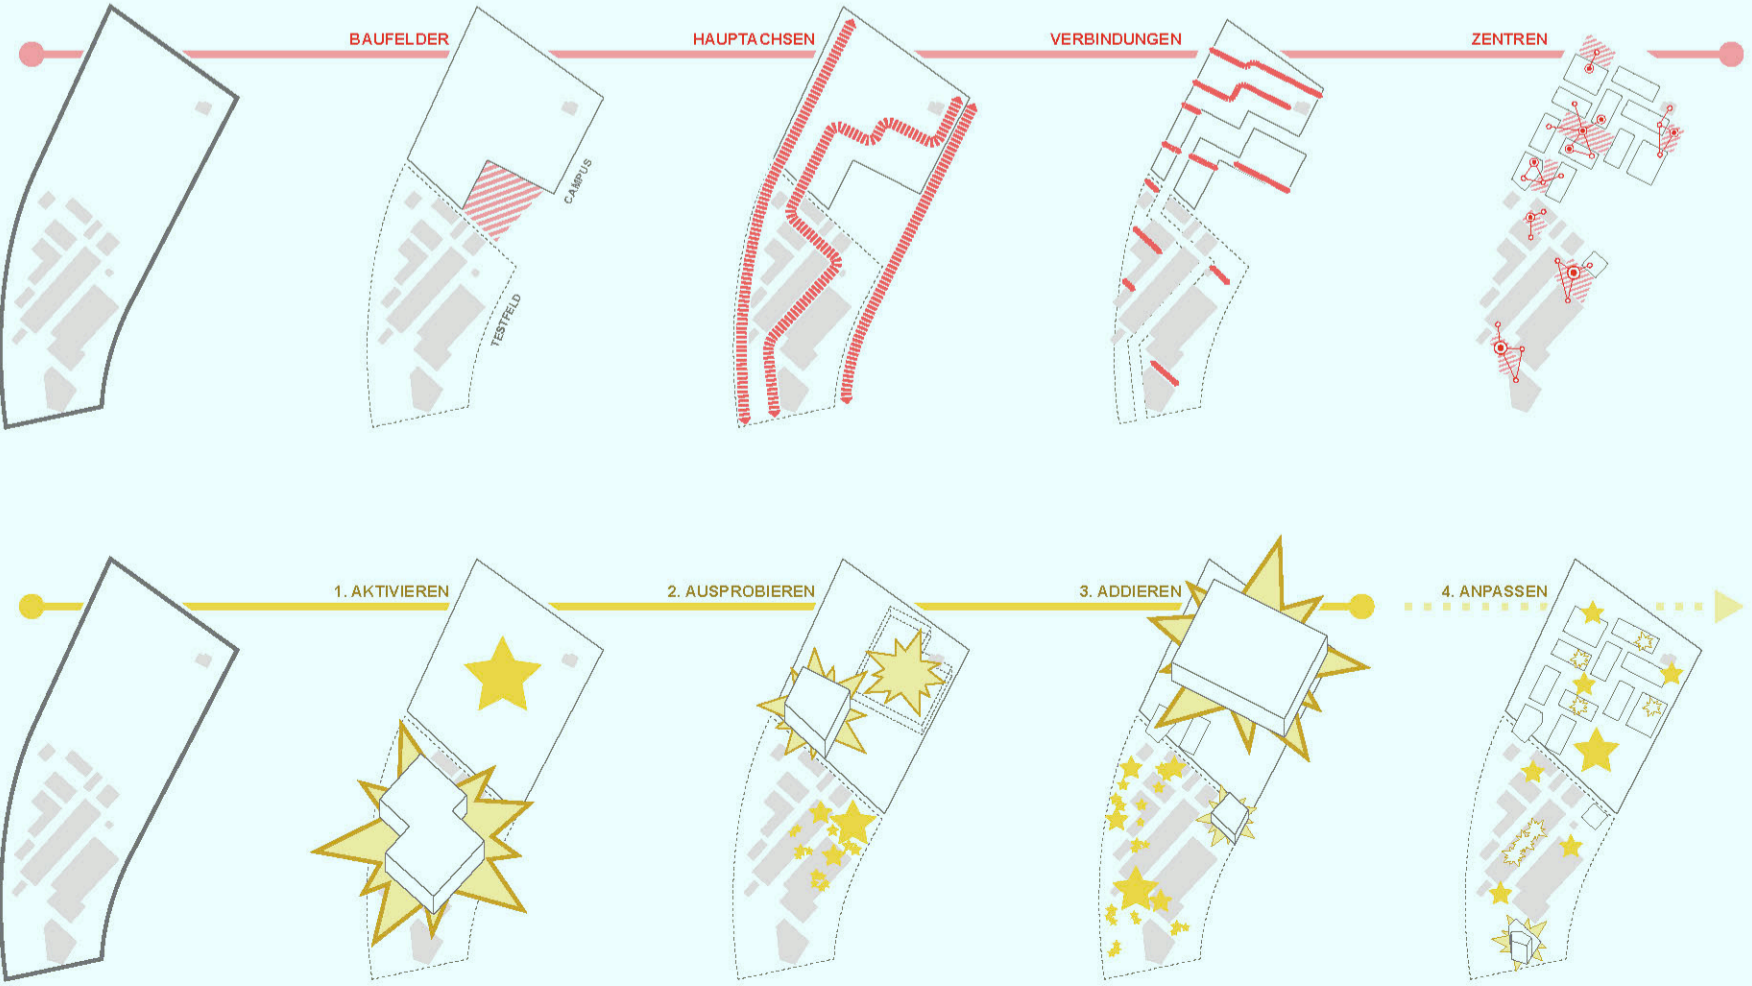 BAUFELDER
HAUPTACHSEN
VERBINDUNGEN
ZENTREN
CAMPUS
TESTFELD
1. AKTIVIEREN
2. AUSPROBIEREN
3. ADDIEREN
4. ANPASSEN